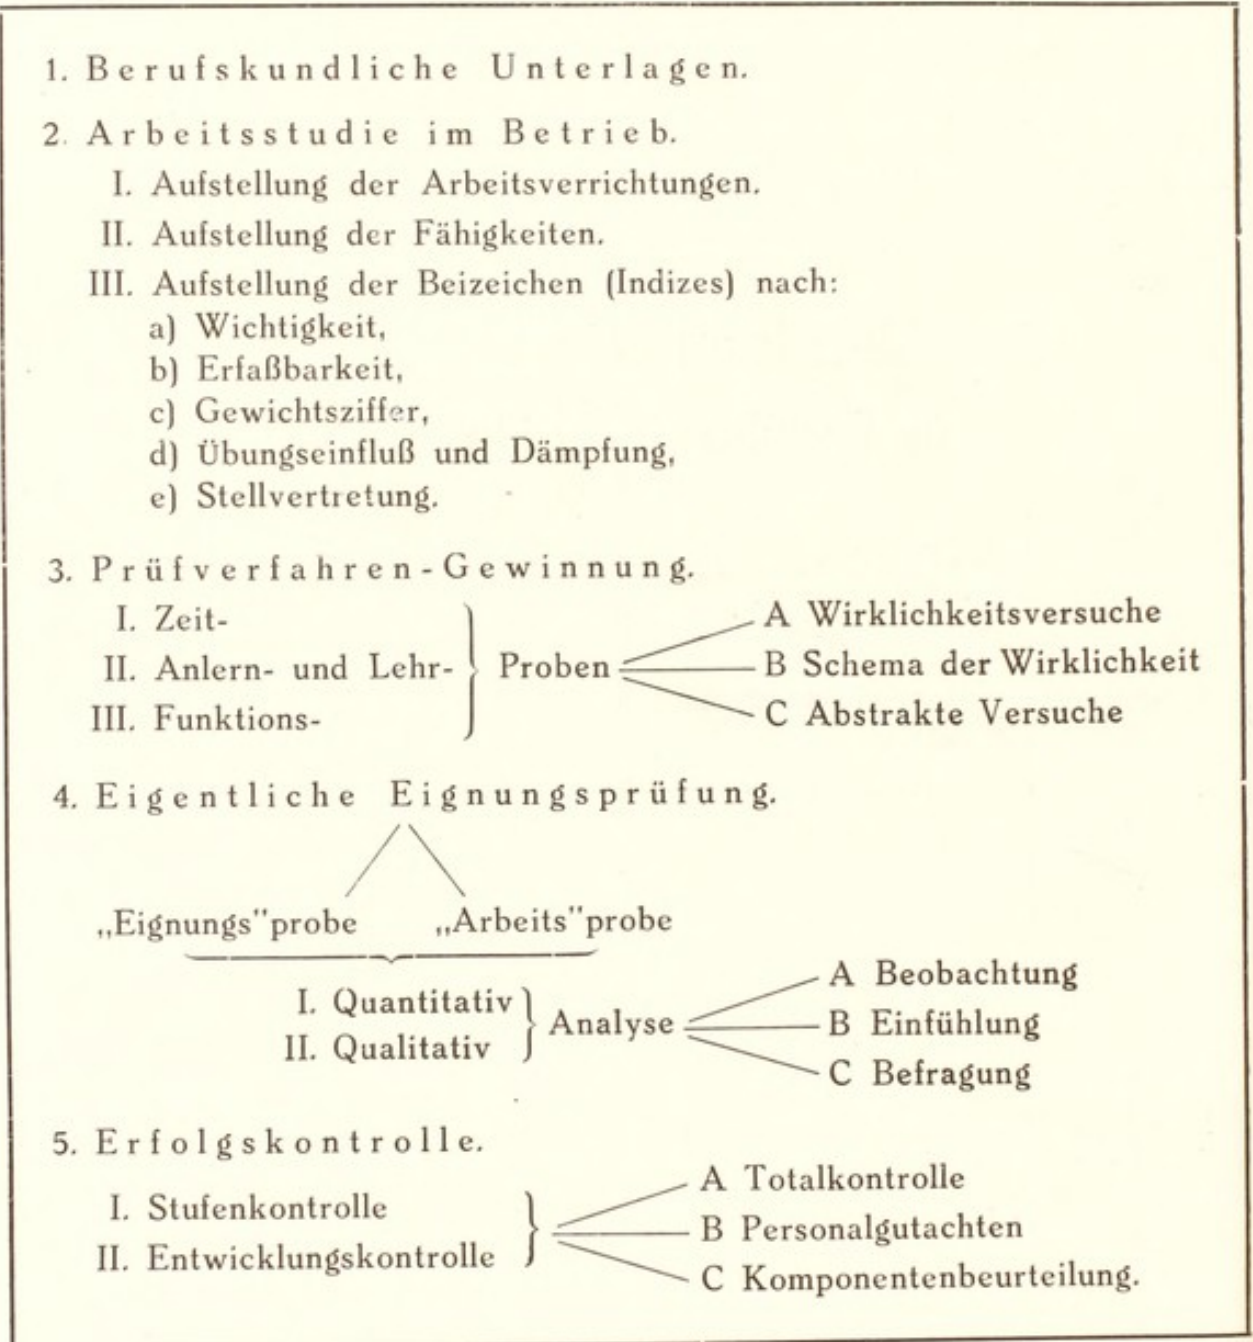 1. Berufskundliche Unterlagen.
2. Arbeitsstudie im Betrieb.
I. Aufstellung der Arbeitsverrichtungen.
II. Aufstellung der Fähigkeiten.
III. Aufstellung der Beizeichen (Indizes) nach:
a) Wichtigkeit,
b) Erfaßbarkeit,
c) Gewichtsziffer,
d) Übungseinfluß und Dämpfung,
e) Stellvertretung.
3. Prüfverfahren-Gewinnung.
I. Zeit-
II. Anlern- und Lehr-
III. Funktions-
Proben
A Wirklichkeitsversuche
B Schema der Wirklichkeit
C Abstrakte Versuche
4. Eigentliche Eignungsprüfung.
„Eignungs"probe „Arbeits"probe
I. Quantitativ
II. Qualitativ
Analyse
A Beobachtung
B Einfühlung
C Befragung
5. Erfolgskontrolle.
I. Stufenkontrolle
II. Entwicklungskontrolle
A Totalkontrolle
B Personalgutachten
C Komponentenbeurteilung.